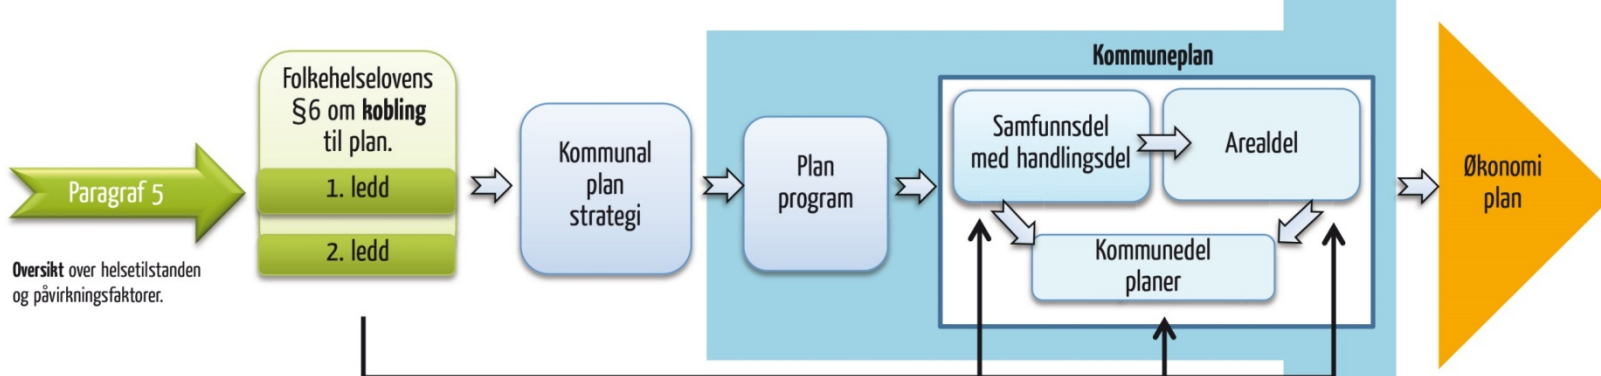 Paragraf 5
Oversikt over helsetilstanden
og påvirkningsfaktorer.
Folkehelselovens
§6 om kobling
til plan.
1. ledd
2. ledd
Kommunal
plan
strategi
Plan
program
Kommuneplan
Samfunnsdel
med handlingsdel
Arealdel
Kommunedel
planer
Økonomi
plan